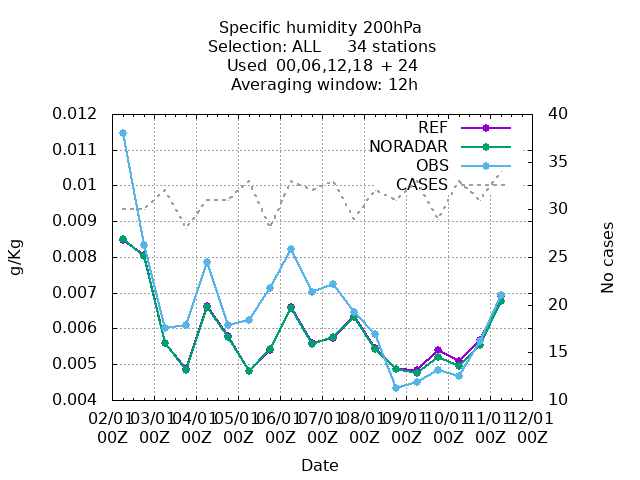 Specific humidity 200hPa
Selection: ALL 34 stations
Used 00,06,12,18 + 24
Averaging window: 12h
0.012
0.011
0.01
0.009
0.008
0.007
0.006
0.005
0.004
g/Kg
REF
NORADAR
OBS
CASES
40
35
30
25
20
15
10
No cases
02/01 03/01 04/01 05/01 06/01 07/01 08/01 09/01 10/01 11/01 12/01
00Z 00Z 00Z 00Z 00Z 00Z 00Z 00Z 00Z 00Z 00Z
Date